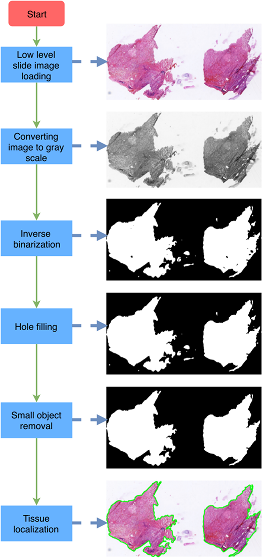 Start
Low level
slide image
loading
Converting
image to gray
scale
Inverse
binarization
Hole filling
Small object
removal
Tissue
localization